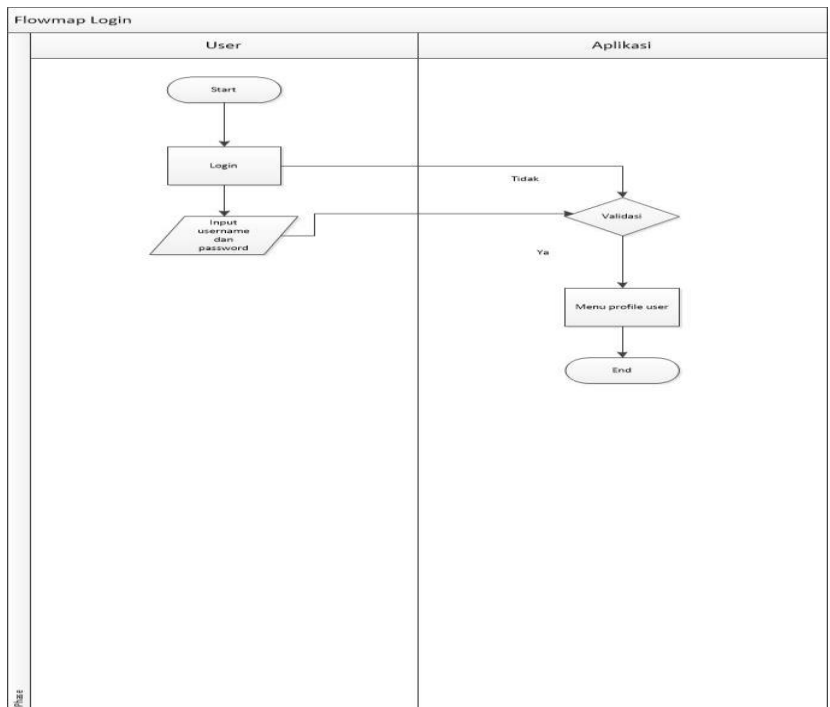 Flowmap Login
User
Aplikasi
Start
Login
Tidak
Input
username
dan
password
Validasi
Ya
Menu profile user
End
Phase